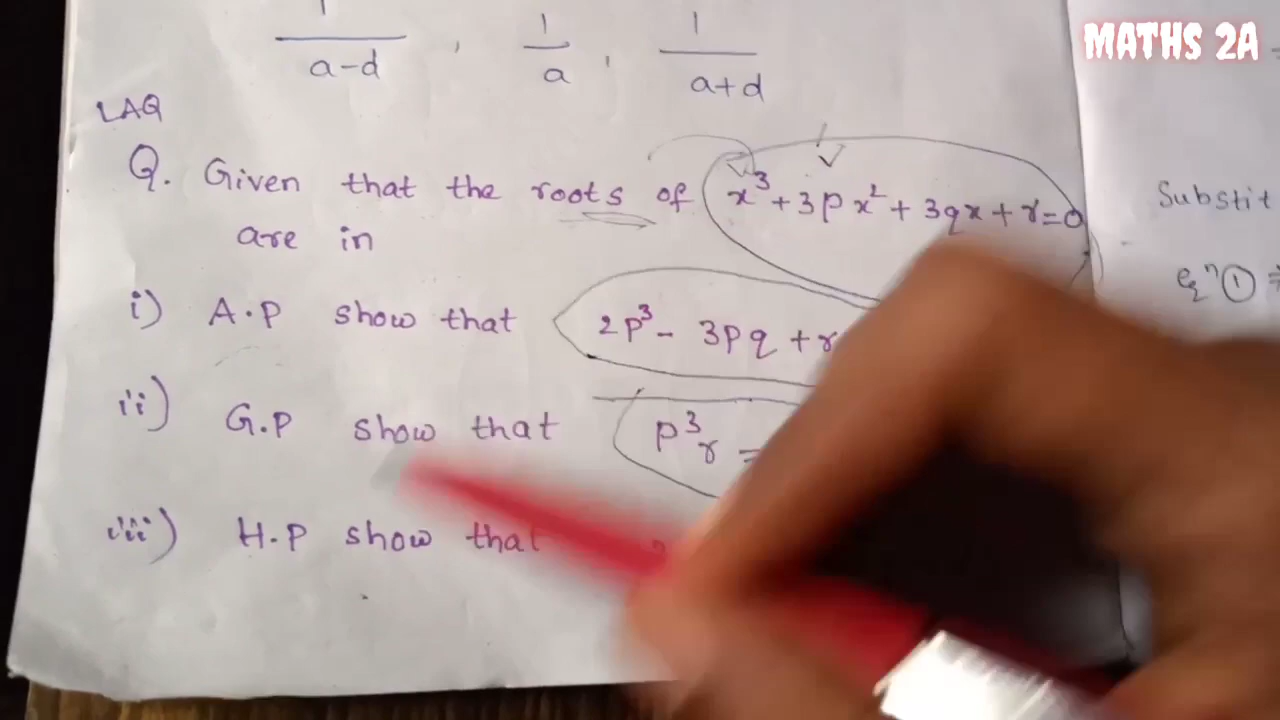 MATHS 2A
1/(a-d) , 1/a , 1/(a+d)
LAQ
Q. Given that the roots of x³+3px²+3qx+r=0
are in
i) A.P show that 2p³- 3pq +r
ii) G.P show that p³r =
iii) H.P show that
Substit
eqⁿ① ⇒